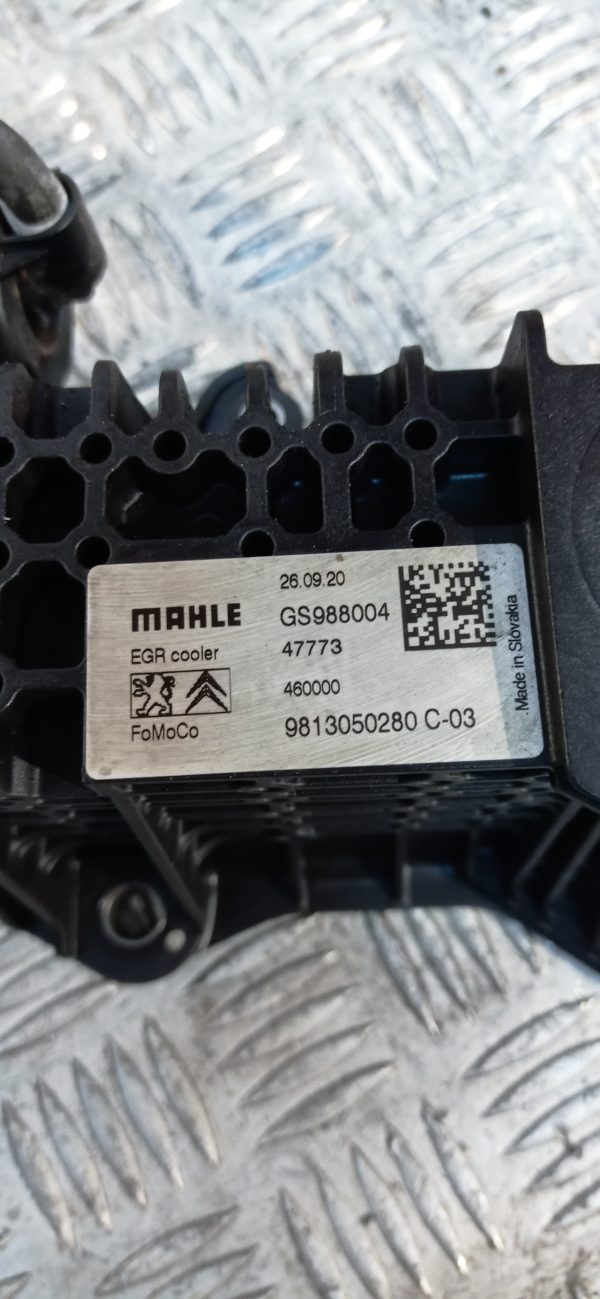 26.09.20
MAHLE GS988004
EGR cooler 47773
460000
FoMoCo 9813050280 C-03
Made in Slovakia